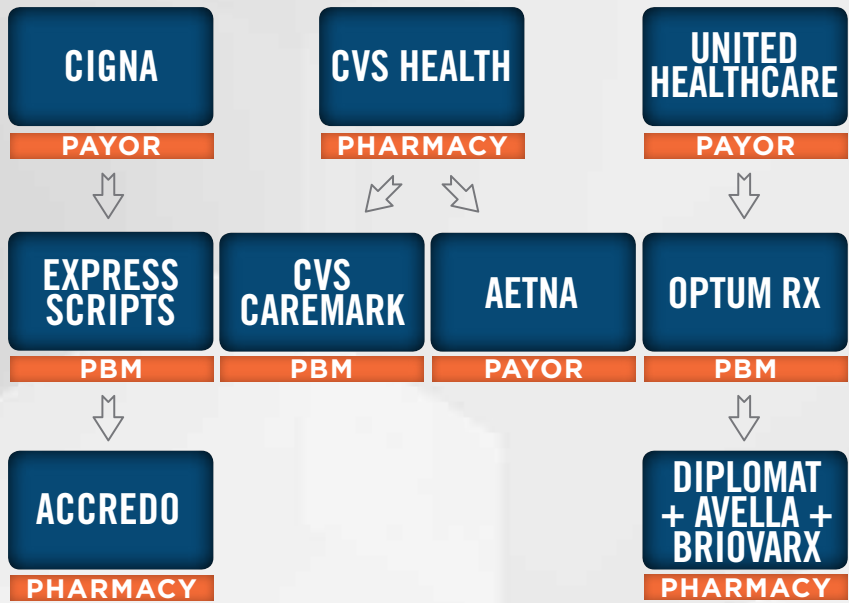 CIGNA
PAYOR
CVS HEALTH
PHARMACY
UNITED
HEALTHCARE
PAYOR
EXPRESS
SCRIPTS
PBM
CVS
CAREMARK
PBM
AETNA
PAYOR
OPTUM RX
PBM
ACCREDO
PHARMACY
DIPLOMAT
+ AVELLA +
BRIOVARX
PHARMACY